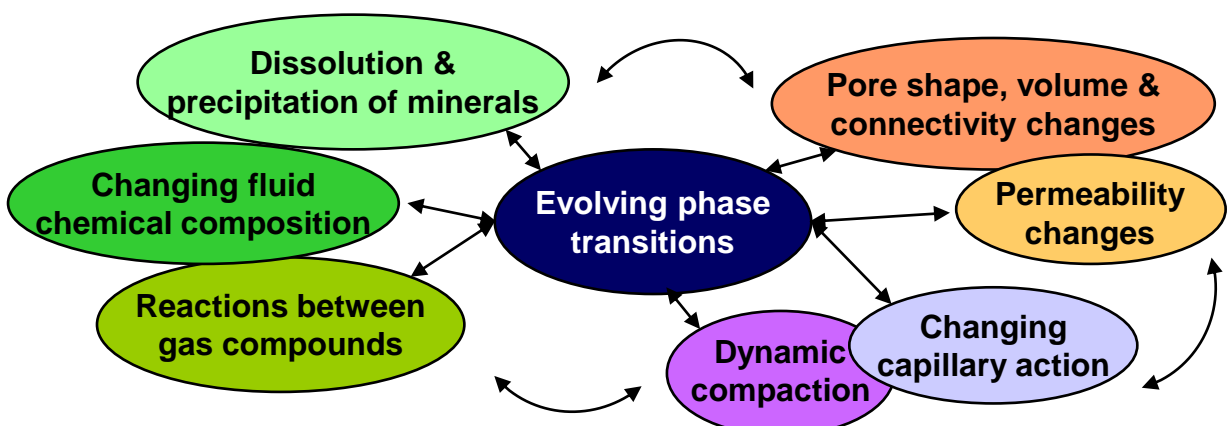 Dissolution &
precipitation of minerals
Pore shape, volume &
connectivity changes
Changing fluid
chemical composition
Evolving phase
transitions
Permeability
changes
Reactions between
gas compounds
Dynamic
compaction
Changing
capillary action